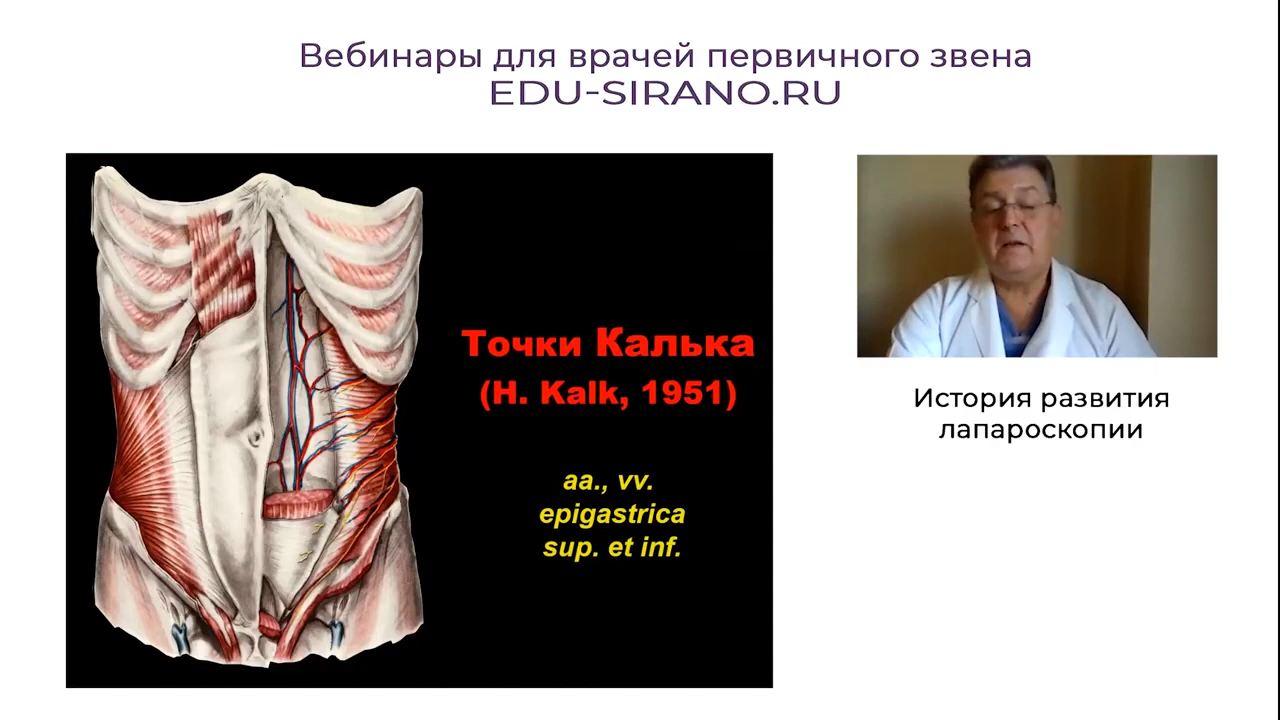 Вебинары для врачей первичного звена
EDU-SIRANO.RU
Точки Калька
(H. Kalk, 1951)
aa., vv.
epigastrica
sup. et inf.
История развития
лапароскопии